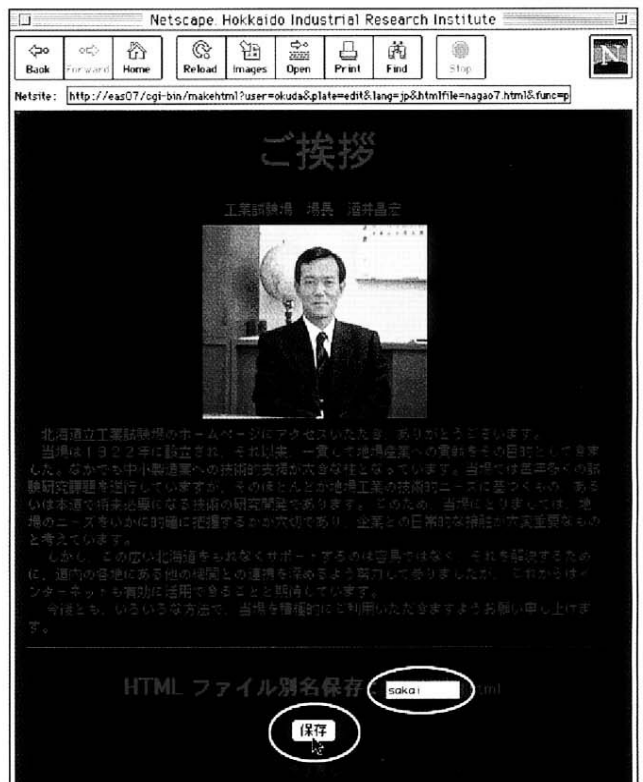 Netscape: Hokkaido Industrial Research Institute
Back Forward Home Reload Images Open Print Find Stop
N
Netsite: http://eas07/cgi-bin/makehtml?user=okuda&plate=edit&lang=jp&htmlfile=nagao7.html&func=p
ご挨拶
工業試験場 場長 酒井昌宏
北海道立工業試験場のホームページにアクセスいただき、ありがとうございます。
当場は1922年に設立され、それ以来、一貫して地場産業への貢献をその目的としてきま
した。なかでも中小製造業への技術的支援が大きな柱となっています。当場では毎年多くの試
験研究課題を遂行していますが、そのほとんどが地場工業の技術的ニーズに基づくもの、ある
いは本道で将来必要になる技術の研究開発であります。このため、当場にとりましては、地
場のニーズをいかに的確に把握するかが大切であり、企業との日常的な接触が大変重要なもの
と考えています。
しかし、この広い北海道をもれなくサポートするのは容易ではなく、それを解決するため
に、道内の各地にある他の機関との連携を深めるよう努力して参りましたが、これからはイ
ンターネットも有効に活用できることと期待しています。
今後とも、いろいろな方法で、当場を積極的にご利用いただきますようお願い申し上げま
す。
HTML ファイル別名保存: sakai .html
保存